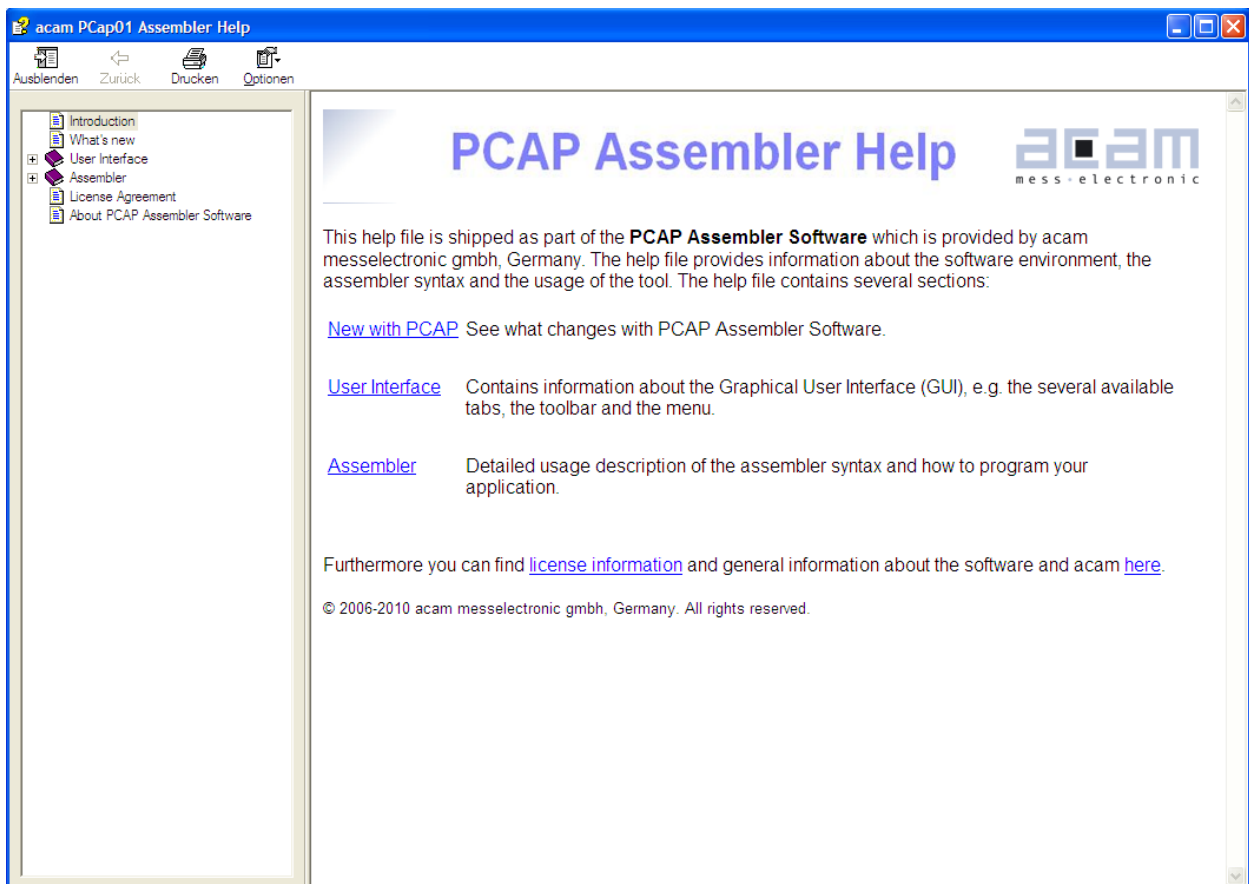 acam PCap01 Assembler Help
Ausblenden Zurück Drucken Optionen
Introduction
What's new
User Interface
Assembler
License Agreement
About PCAP Assembler Software
PCAP Assembler Help
acam
mess-electronic
This help file is shipped as part of the PCAP Assembler Software which is provided by acam
messelectronic gmbh, Germany. The help file provides information about the software environment, the
assembler syntax and the usage of the tool. The help file contains several sections:
New with PCAP See what changes with PCAP Assembler Software.
User Interface Contains information about the Graphical User Interface (GUI), e.g. the several available
tabs, the toolbar and the menu.
Assembler Detailed usage description of the assembler syntax and how to program your
application.
Furthermore you can find license information and general information about the software and acam here.
© 2006-2010 acam messelectronic gmbh, Germany. All rights reserved.